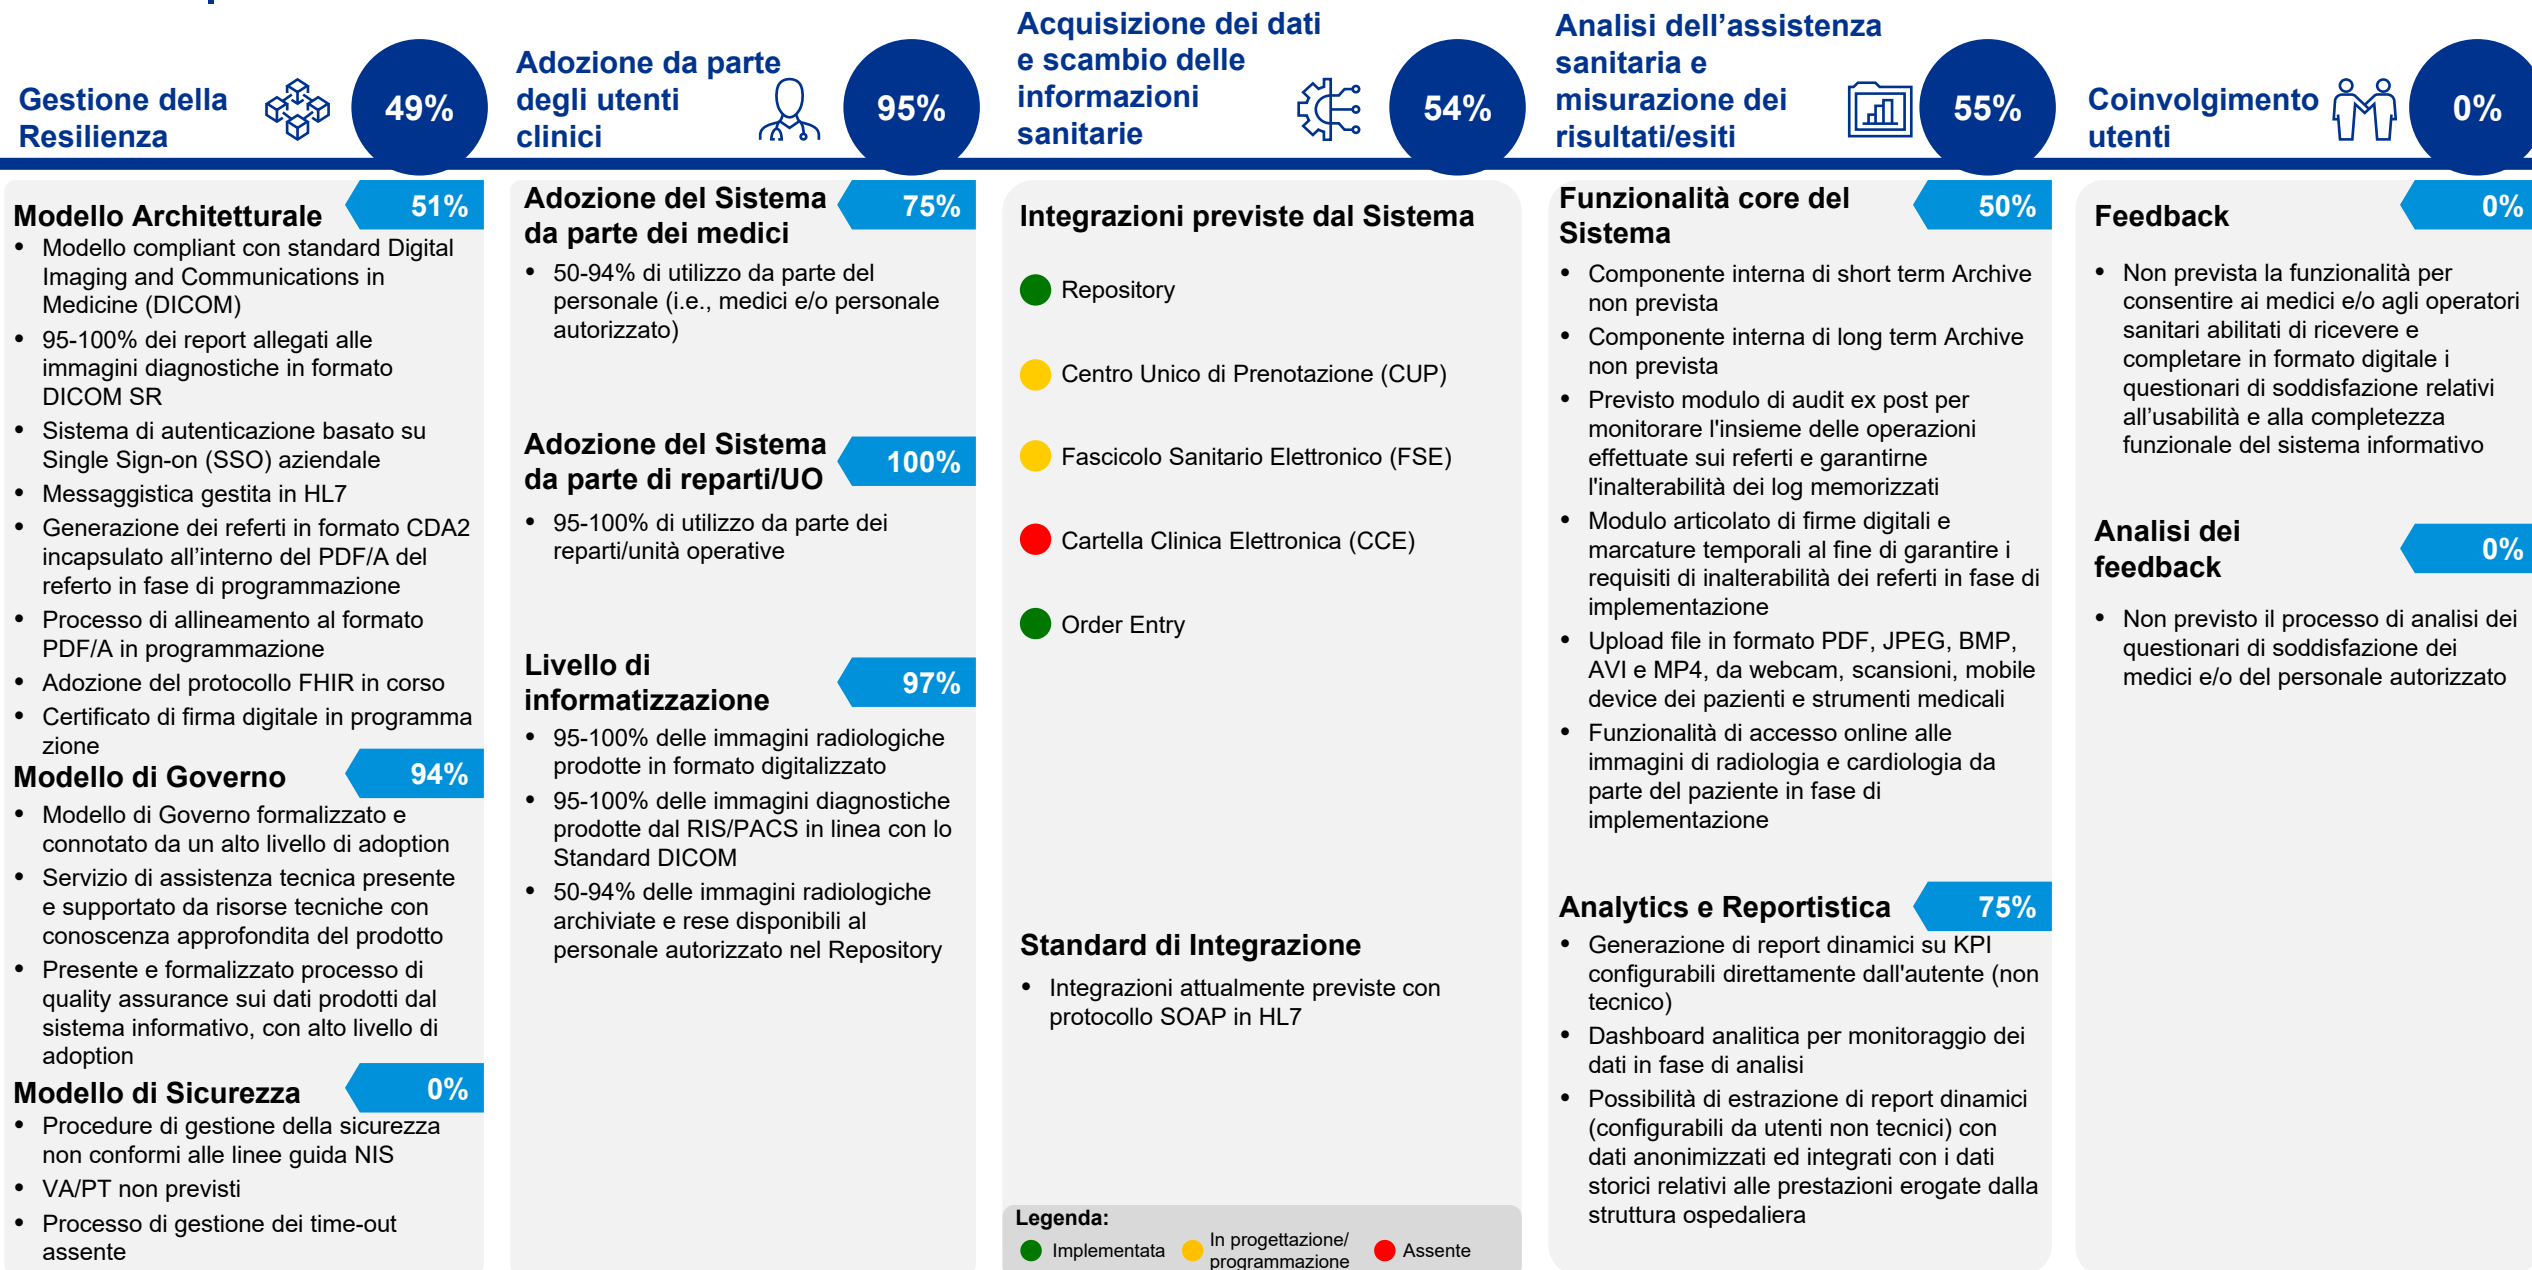 Gestione della
Resilienza
49%
Adozione da parte
degli utenti
clinici
95%
Acquisizione dei dati
e scambio delle
informazioni
sanitarie
54%
Analisi dell’assistenza
sanitaria e
misurazione dei
risultati/esiti
55%
Coinvolgimento
utenti
0%
Modello Architetturale
51%
• Modello compliant con standard Digital
Imaging and Communications in
Medicine (DICOM)
• 95-100% dei report allegati alle
immagini diagnostiche in formato
DICOM SR
• Sistema di autenticazione basato su
Single Sign-on (SSO) aziendale
• Messaggistica gestita in HL7
• Generazione dei referti in formato CDA2
incapsulato all’interno del PDF/A del
referto in fase di programmazione
• Processo di allineamento al formato
PDF/A in programmazione
• Adozione del protocollo FHIR in corso
• Certificato di firma digitale in programma
zione
Modello di Governo
94%
• Modello di Governo formalizzato e
connotato da un alto livello di adoption
• Servizio di assistenza tecnica presente
e supportato da risorse tecniche con
conoscenza approfondita del prodotto
• Presente e formalizzato processo di
quality assurance sui dati prodotti dal
sistema informativo, con alto livello di
adoption
Modello di Sicurezza
0%
• Procedure di gestione della sicurezza
non conformi alle linee guida NIS
• VA/PT non previsti
• Processo di gestione dei time-out
assente
Adozione del Sistema
da parte dei medici
75%
• 50-94% di utilizzo da parte del
personale (i.e., medici e/o personale
autorizzato)
Adozione del Sistema
da parte di reparti/UO
100%
• 95-100% di utilizzo da parte dei
reparti/unità operative
Livello di
informatizzazione
97%
• 95-100% delle immagini radiologiche
prodotte in formato digitalizzato
• 95-100% delle immagini diagnostiche
prodotte dal RIS/PACS in linea con lo
Standard DICOM
• 50-94% delle immagini radiologiche
archiviate e rese disponibili al
personale autorizzato nel Repository
Integrazioni previste dal Sistema
Repository
Centro Unico di Prenotazione (CUP)
Fascicolo Sanitario Elettronico (FSE)
Cartella Clinica Elettronica (CCE)
Order Entry
Standard di Integrazione
• Integrazioni attualmente previste con
protocollo SOAP in HL7
Legenda:
Implementata
In progettazione/
programmazione
Assente
Funzionalità core del
Sistema
50%
• Componente interna di short term Archive
non prevista
• Componente interna di long term Archive
non prevista
• Previsto modulo di audit ex post per
monitorare l'insieme delle operazioni
effettuate sui referti e garantirne
l'inalterabilità dei log memorizzati
• Modulo articolato di firme digitali e
marcature temporali al fine di garantire i
requisiti di inalterabilità dei referti in fase di
implementazione
• Upload file in formato PDF, JPEG, BMP,
AVI e MP4, da webcam, scansioni, mobile
device dei pazienti e strumenti medicali
• Funzionalità di accesso online alle
immagini di radiologia e cardiologia da
parte del paziente in fase di
implementazione
Analytics e Reportistica
75%
• Generazione di report dinamici su KPI
configurabili direttamente dall'autente (non
tecnico)
• Dashboard analitica per monitoraggio dei
dati in fase di analisi
• Possibilità di estrazione di report dinamici
(configurabili da utenti non tecnici) con
dati anonimizzati ed integrati con i dati
storici relativi alle prestazioni erogate dalla
struttura ospedaliera
Feedback
0%
• Non prevista la funzionalità per
consentire ai medici e/o agli operatori
sanitari abilitati di ricevere e
completare in formato digitale i
questionari di soddisfazione relativi
all’usabilità e alla completezza
funzionale del sistema informativo
Analisi dei
feedback
0%
• Non previsto il processo di analisi dei
questionari di soddisfazione dei
medici e/o del personale autorizzato